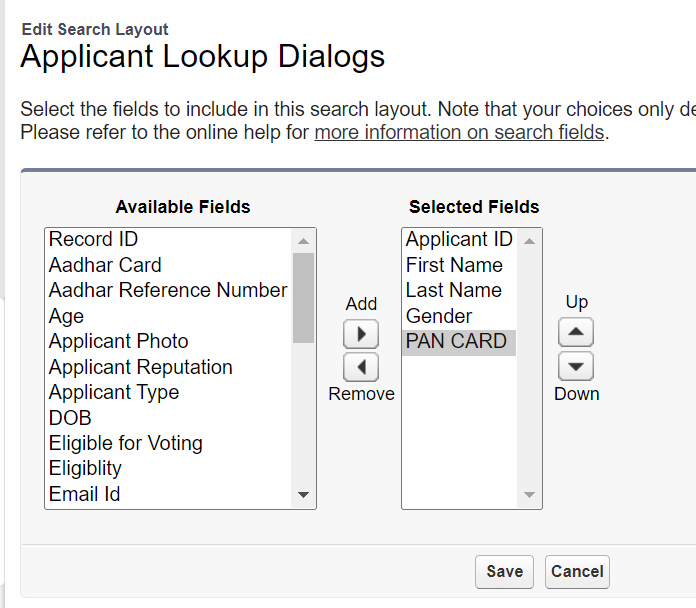 Edit Search Layout
Applicant Lookup Dialogs
Select the fields to include in this search layout. Note that your choices only
Please refer to the online help for more information on search fields.
Available Fields
Record ID
Aadhar Card
Aadhar Reference Number
Age
Applicant Photo
Applicant Reputation
Applicant Type
DOB
Eligible for Voting
Eligiblity
Email Id
Add
Remove
Selected Fields
Applicant ID
First Name
Last Name
Gender
PAN CARD
Up
Down
Save Cancel